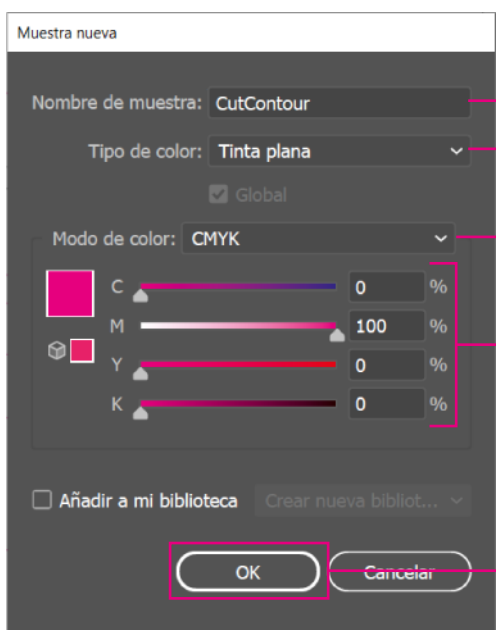 Muestra nueva
Nombre de muestra: CutContour
Tipo de color: Tinta plana
Global
Modo de color: CMYK
C 0 %
M 100 %
Y 0 %
K 0 %
Añadir a mi biblioteca Crear nueva bibliot...
OK Cancelar